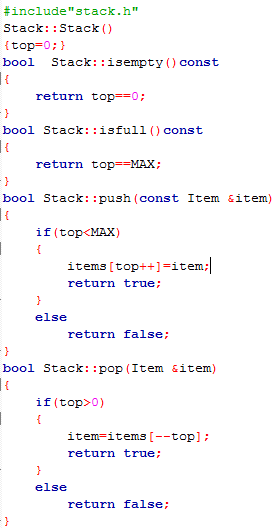 #include"stack.h"
Stack::Stack()
{top=0;}
bool  Stack::isempty()const
{
    return top==0;
}
bool Stack::isfull()const
{
    return top==MAX;
}
bool Stack::push(const Item &item)
{
    if(top<MAX)
    {
        items[top++]=item;
        return true;
    }
    else
        return false;
}
bool Stack::pop(Item &item)
{
    if(top>0)
    {
        item=items[--top];
        return true;
    }
    else
        return false;
}